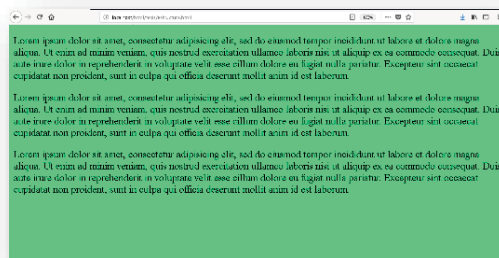 Lorem ipsum dolor sit amet, consectetur adipisicing elit, sed do eiusmod tempor incididunt ut labore et dolore magna
aliqua. Ut enim ad minim veniam, quis nostrud exercitation ullamco laboris nisi ut aliquip ex ea commodo consequat. Duis
aute irure dolor in reprehenderit in voluptate velit esse cillum dolore eu fugiat nulla pariatur. Excepteur sint occaecat
cupidatat non proident, sunt in culpa qui officia deserunt mollit anim id est laborum.
Lorem ipsum dolor sit amet, consectetur adipisicing elit, sed do eiusmod tempor incididunt ut labore et dolore magna
aliqua. Ut enim ad minim veniam, quis nostrud exercitation ullamco laboris nisi ut aliquip ex ea commodo consequat. Duis
aute irure dolor in reprehenderit in voluptate velit esse cillum dolore eu fugiat nulla pariatur. Excepteur sint occaecat
cupidatat non proident, sunt in culpa qui officia deserunt mollit anim id est laborum.
Lorem ipsum dolor sit amet, consectetur adipisicing elit, sed do eiusmod tempor incididunt ut labore et dolore magna
aliqua. Ut enim ad minim veniam, quis nostrud exercitation ullamco laboris nisi ut aliquip ex ea commodo consequat. Duis
aute irure dolor in reprehenderit in voluptate velit esse cillum dolore eu fugiat nulla pariatur. Excepteur sint occaecat
cupidatat non proident, sunt in culpa qui officia deserunt mollit anim id est laborum.